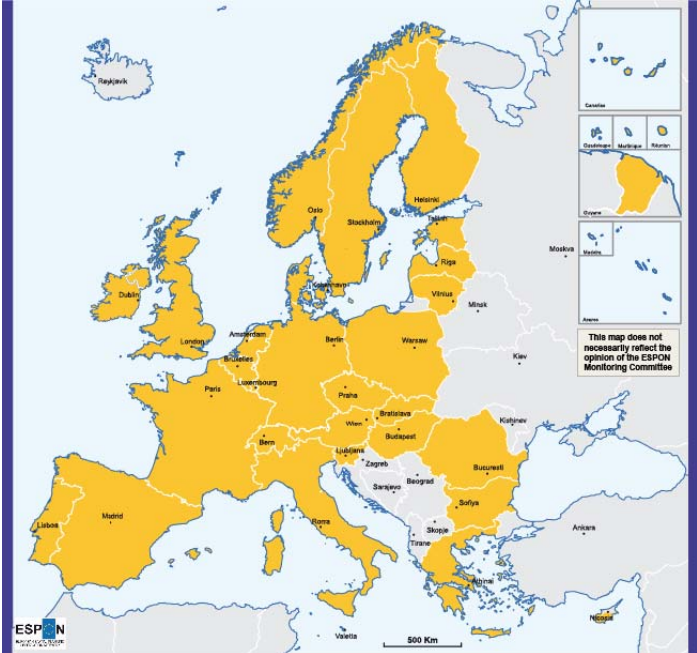 Reykjavik
Canarias
Guadeloupe
Martinique
Réunion
Guyane
Oslo
Helsinki
Tallinn
Stockholm
Moskva
Riga
Madeira
København
Dublin
Vilnius
Minsk
Azores
London
Amsterdam
Berlin
Warsaw
This map does not
necessarily reflect the
opinion of the ESPON
Monitoring Committee
Bruxelles
Kiev
Paris
Luxembourg
Praha
Bratislava
Wien
Kishinev
Budapest
Bern
Ljubljana
Zagreb
Bucuresti
Beograd
Sarajevo
Sofiya
Madrid
Lisboa
Roma
Skopje
Ankara
Tirane
Athinai
Nicosia
ESPON
Valetta
500 Km